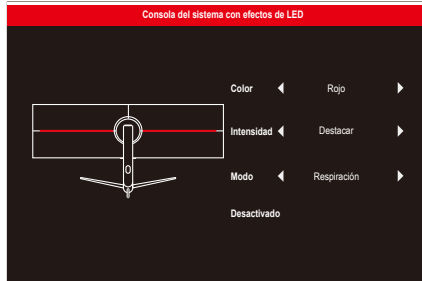 Consola del sistema con efectos de LED
Color Rojo
Intensidad Destacar
Modo Respiración
Desactivado